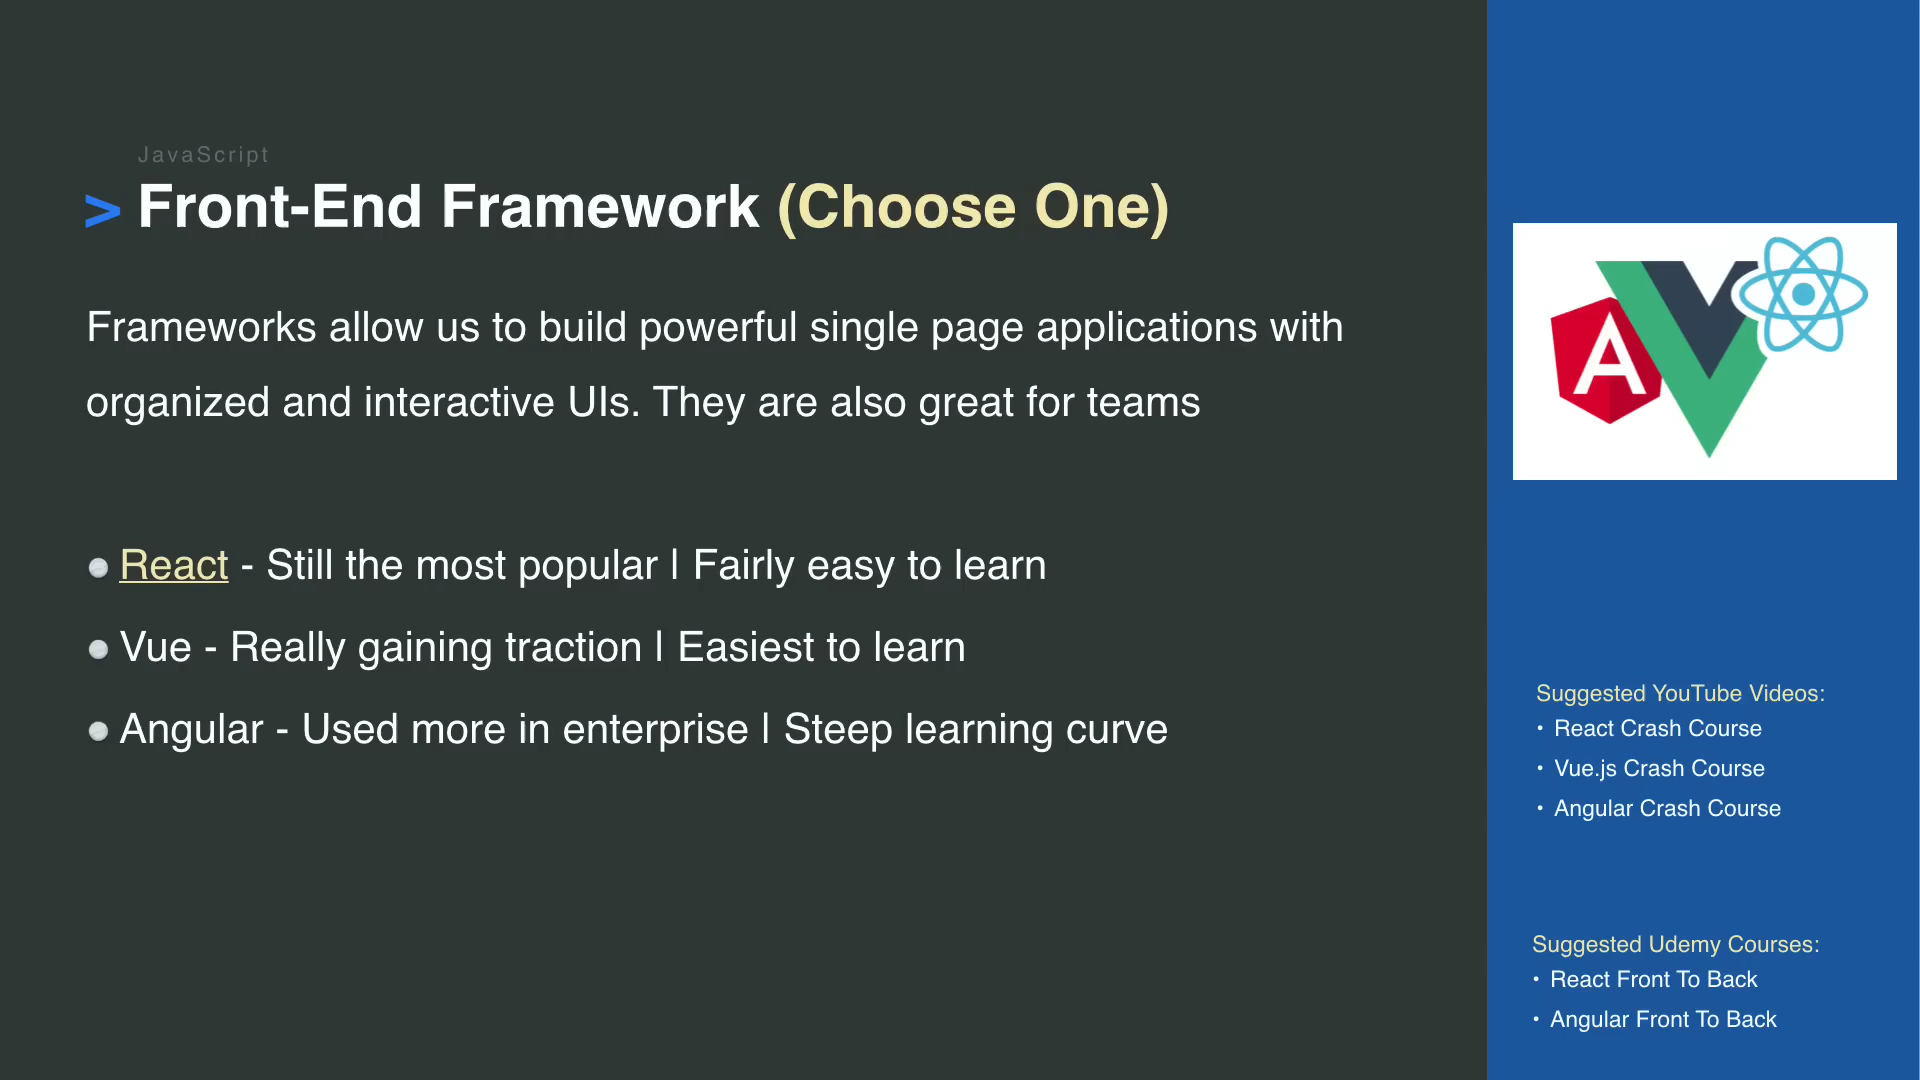 JavaScript
> Front-End Framework (Choose One)
Frameworks allow us to build powerful single page applications with
organized and interactive UIs. They are also great for teams
React - Still the most popular | Fairly easy to learn
Vue - Really gaining traction | Easiest to learn
Angular - Used more in enterprise | Steep learning curve
A
Suggested YouTube Videos:
• React Crash Course
• Vue.js Crash Course
• Angular Crash Course
Suggested Udemy Courses:
• React Front To Back
• Angular Front To Back